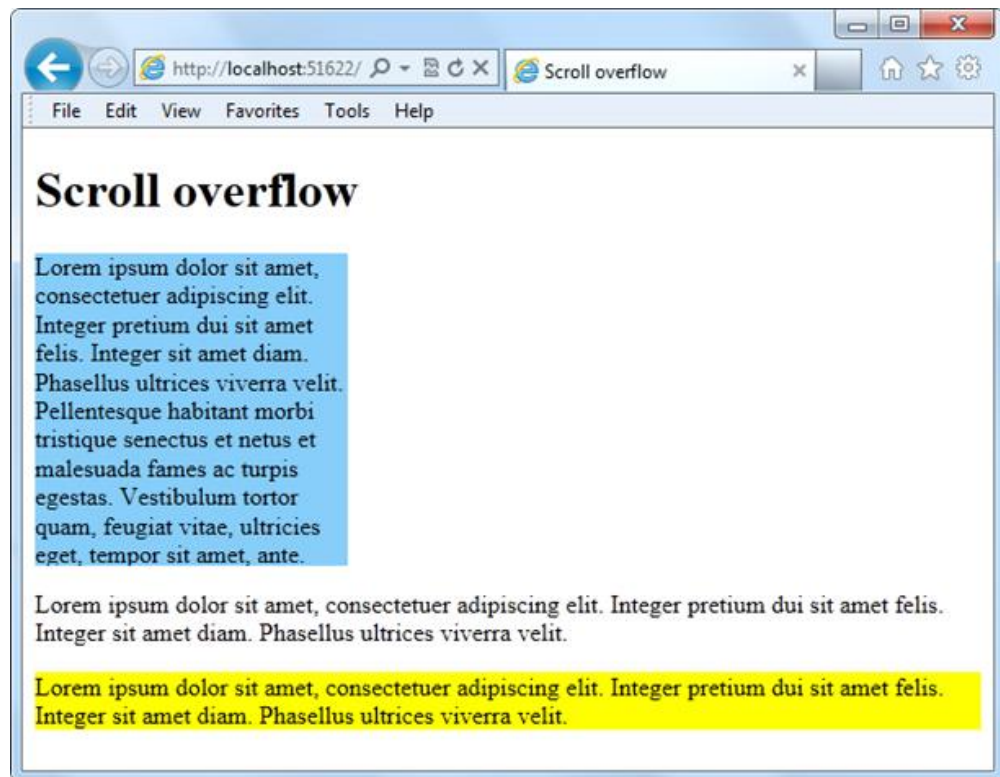 http://localhost:51622/
Scroll overflow
File Edit View Favorites Tools Help
Scroll overflow
Lorem ipsum dolor sit amet,
consectetuer adipiscing elit.
Integer pretium dui sit amet
felis. Integer sit amet diam.
Phasellus ultrices viverra velit.
Pellentesque habitant morbi
tristique senectus et netus et
malesuada fames ac turpis
egestas. Vestibulum tortor
quam, feugiat vitae, ultricies
eget, tempor sit amet, ante.
Lorem ipsum dolor sit amet, consectetuer adipiscing elit. Integer pretium dui sit amet felis.
Integer sit amet diam. Phasellus ultrices viverra velit.
Lorem ipsum dolor sit amet, consectetuer adipiscing elit. Integer pretium dui sit amet felis.
Integer sit amet diam. Phasellus ultrices viverra velit.